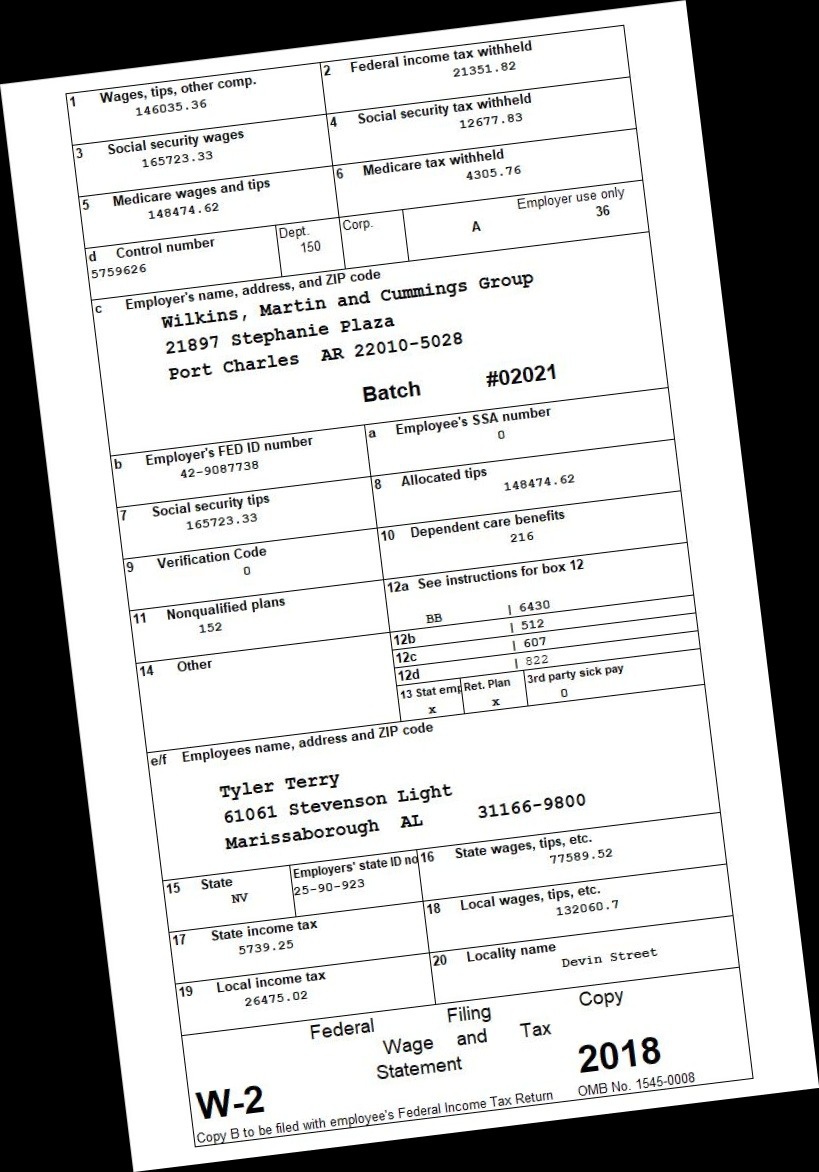 1 Wages, tips, other comp. 2 Federal income tax withheld
146035.36 21351.82
3 Social security wages 4 Social security tax withheld
165723.33 12677.83
5 Medicare wages and tips 6 Medicare tax withheld
148474.62 4305.76
d Control number Dept. Corp. Employer use only
5759626 150 A 36
c Employer's name, address, and ZIP code
Wilkins, Martin and Cummings Group
21897 Stephanie Plaza
Port Charles AR 22010-5028
Batch #02021
b Employer's FED ID number a Employee's SSA number
42-9087738 0
7 Social security tips 8 Allocated tips
165723.33 148474.62
9 Verification Code 10 Dependent care benefits
0 216
11 Nonqualified plans 12a See instructions for box 12
152 BB | 6430
14 Other 12b | 512
12c | 607
12d | 822
13 Stat emp Ret. Plan 3rd party sick pay
x x 0
e/f Employees name, address and ZIP code
Tyler Terry
61061 Stevenson Light
Marissaborough AL 31166-9800
15 State Employers' state ID no 16 State wages, tips, etc.
NV 25-90-923 77589.52
17 State income tax 18 Local wages, tips, etc.
5739.25 132060.7
19 Local income tax 20 Locality name
26475.02 Devin Street
Federal Filing Copy
Wage and Tax
Statement
W-2 2018
Copy B to be filed with employee's Federal Income Tax Return OMB No. 1545-0008